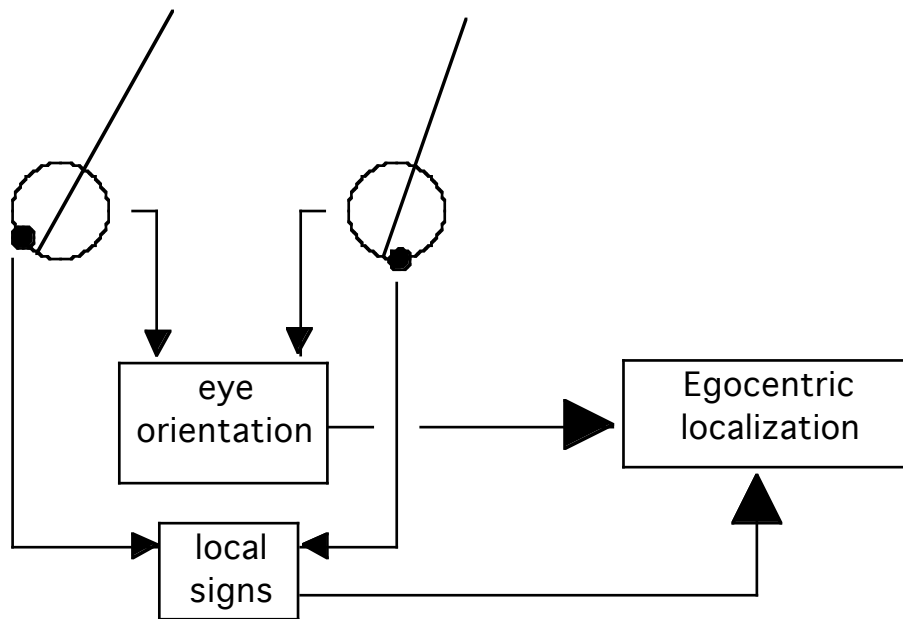 eye
orientation
Egocentric
localization
local
signs